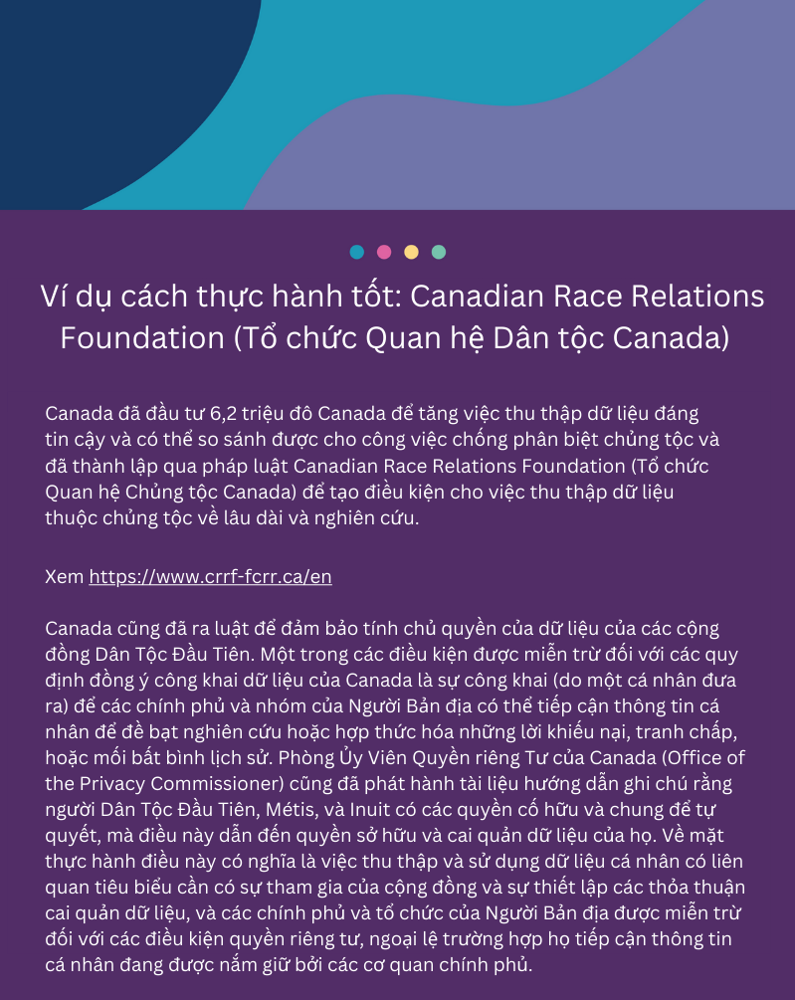 Ví dụ cách thực hành tốt: Canadian Race Relations
Foundation (Tổ chức Quan hệ Dân tộc Canada)
Canada đã đầu tư 6,2 triệu đô Canada để tăng việc thu thập dữ liệu đáng
tin cậy và có thể so sánh được cho công việc chống phân biệt chủng tộc và
đã thành lập qua pháp luật Canadian Race Relations Foundation (Tổ chức
Quan hệ Chủng tộc Canada) để tạo điều kiện cho việc thu thập dữ liệu
thuộc chủng tộc về lâu dài và nghiên cứu.
Xem https://www.crrf-fcrr.ca/en
Canada cũng đã ra luật để đảm bảo tính chủ quyền của dữ liệu của các cộng
đồng Dân Tộc Đầu Tiên. Một trong các điều kiện được miễn trừ đối với các quy
định đồng ý công khai dữ liệu của Canada là sự công khai (do một cá nhân đưa
ra) để các chính phủ và nhóm của Người Bản địa có thể tiếp cận thông tin cá
nhân để đề bạt nghiên cứu hoặc hợp thức hóa những lời khiếu nại, tranh chấp,
hoặc mối bất bình lịch sử. Phòng Ủy Viên Quyền riêng Tư của Canada (Office of
the Privacy Commissioner) cũng đã phát hành tài liệu hướng dẫn ghi chú rằng
người Dân Tộc Đầu Tiên, Métis, và Inuit có các quyền cố hữu và chung để tự
quyết, mà điều này dẫn đến quyền sở hữu và cai quản dữ liệu của họ. Về mặt
thực hành điều này có nghĩa là việc thu thập và sử dụng dữ liệu cá nhân có liên
quan tiêu biểu cần có sự tham gia của cộng đồng và sự thiết lập các thỏa thuận
cai quản dữ liệu, và các chính phủ và tổ chức của Người Bản địa được miễn trừ
đối với các điều kiện quyền riêng tư, ngoại lệ trường hợp họ tiếp cận thông tin
cá nhân đang được nắm giữ bởi các cơ quan chính phủ.